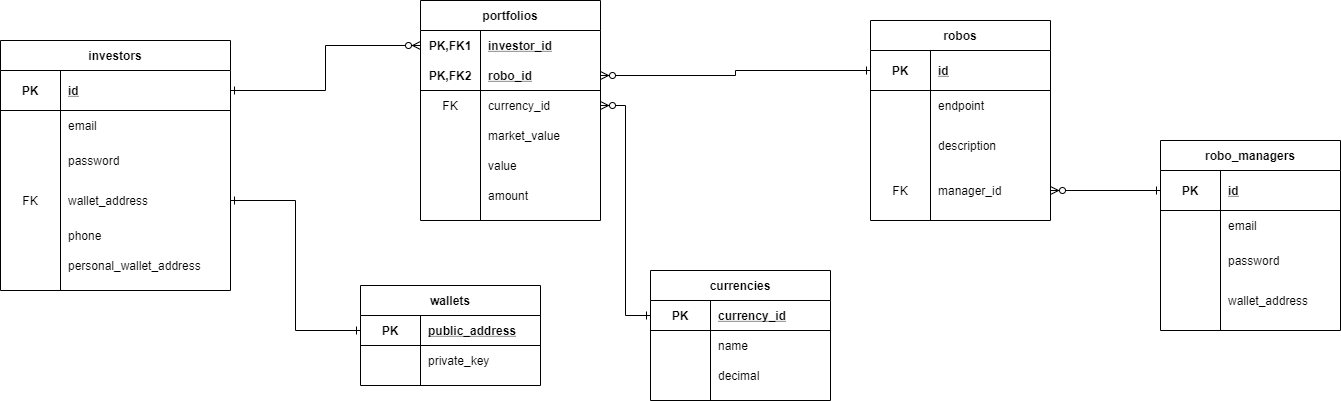 portfolios
PK,FK1 investor_id
PK,FK2 robo_id
FK currency_id
market_value
value
amount
investors
PK id
email
password
FK wallet_address
phone
personal_wallet_address
robos
PK id
endpoint
description
FK manager_id
robo_managers
PK id
email
password
wallet_address
wallets
PK public_address
private_key
currencies
PK currency_id
name
decimal